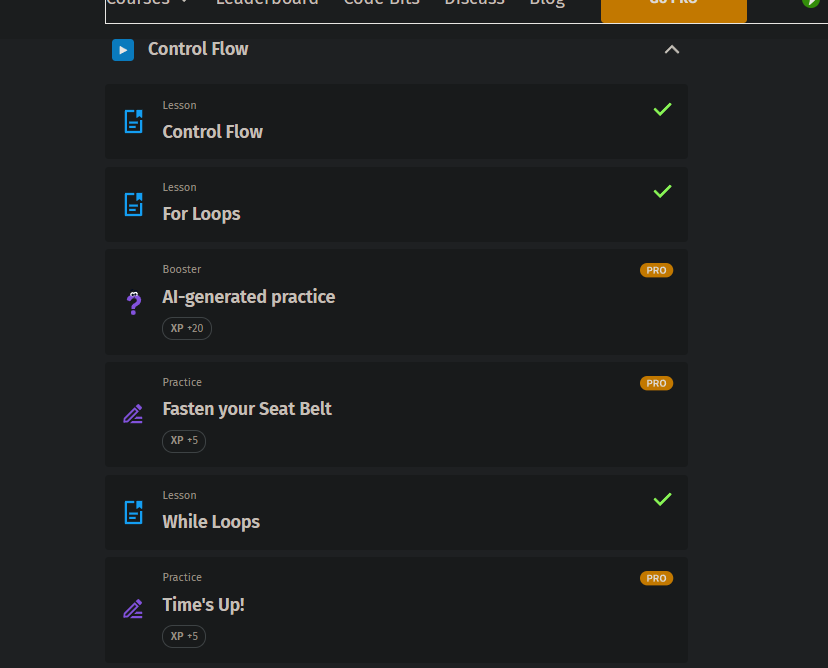 Courses Leaderboard Code Bits Discuss Blog Go PRO
Control Flow
Lesson
Control Flow
Lesson
For Loops
Booster
PRO
AI-generated practice
XP +20
Practice
PRO
Fasten your Seat Belt
XP +5
Lesson
While Loops
Practice
PRO
Time's Up!
XP +5